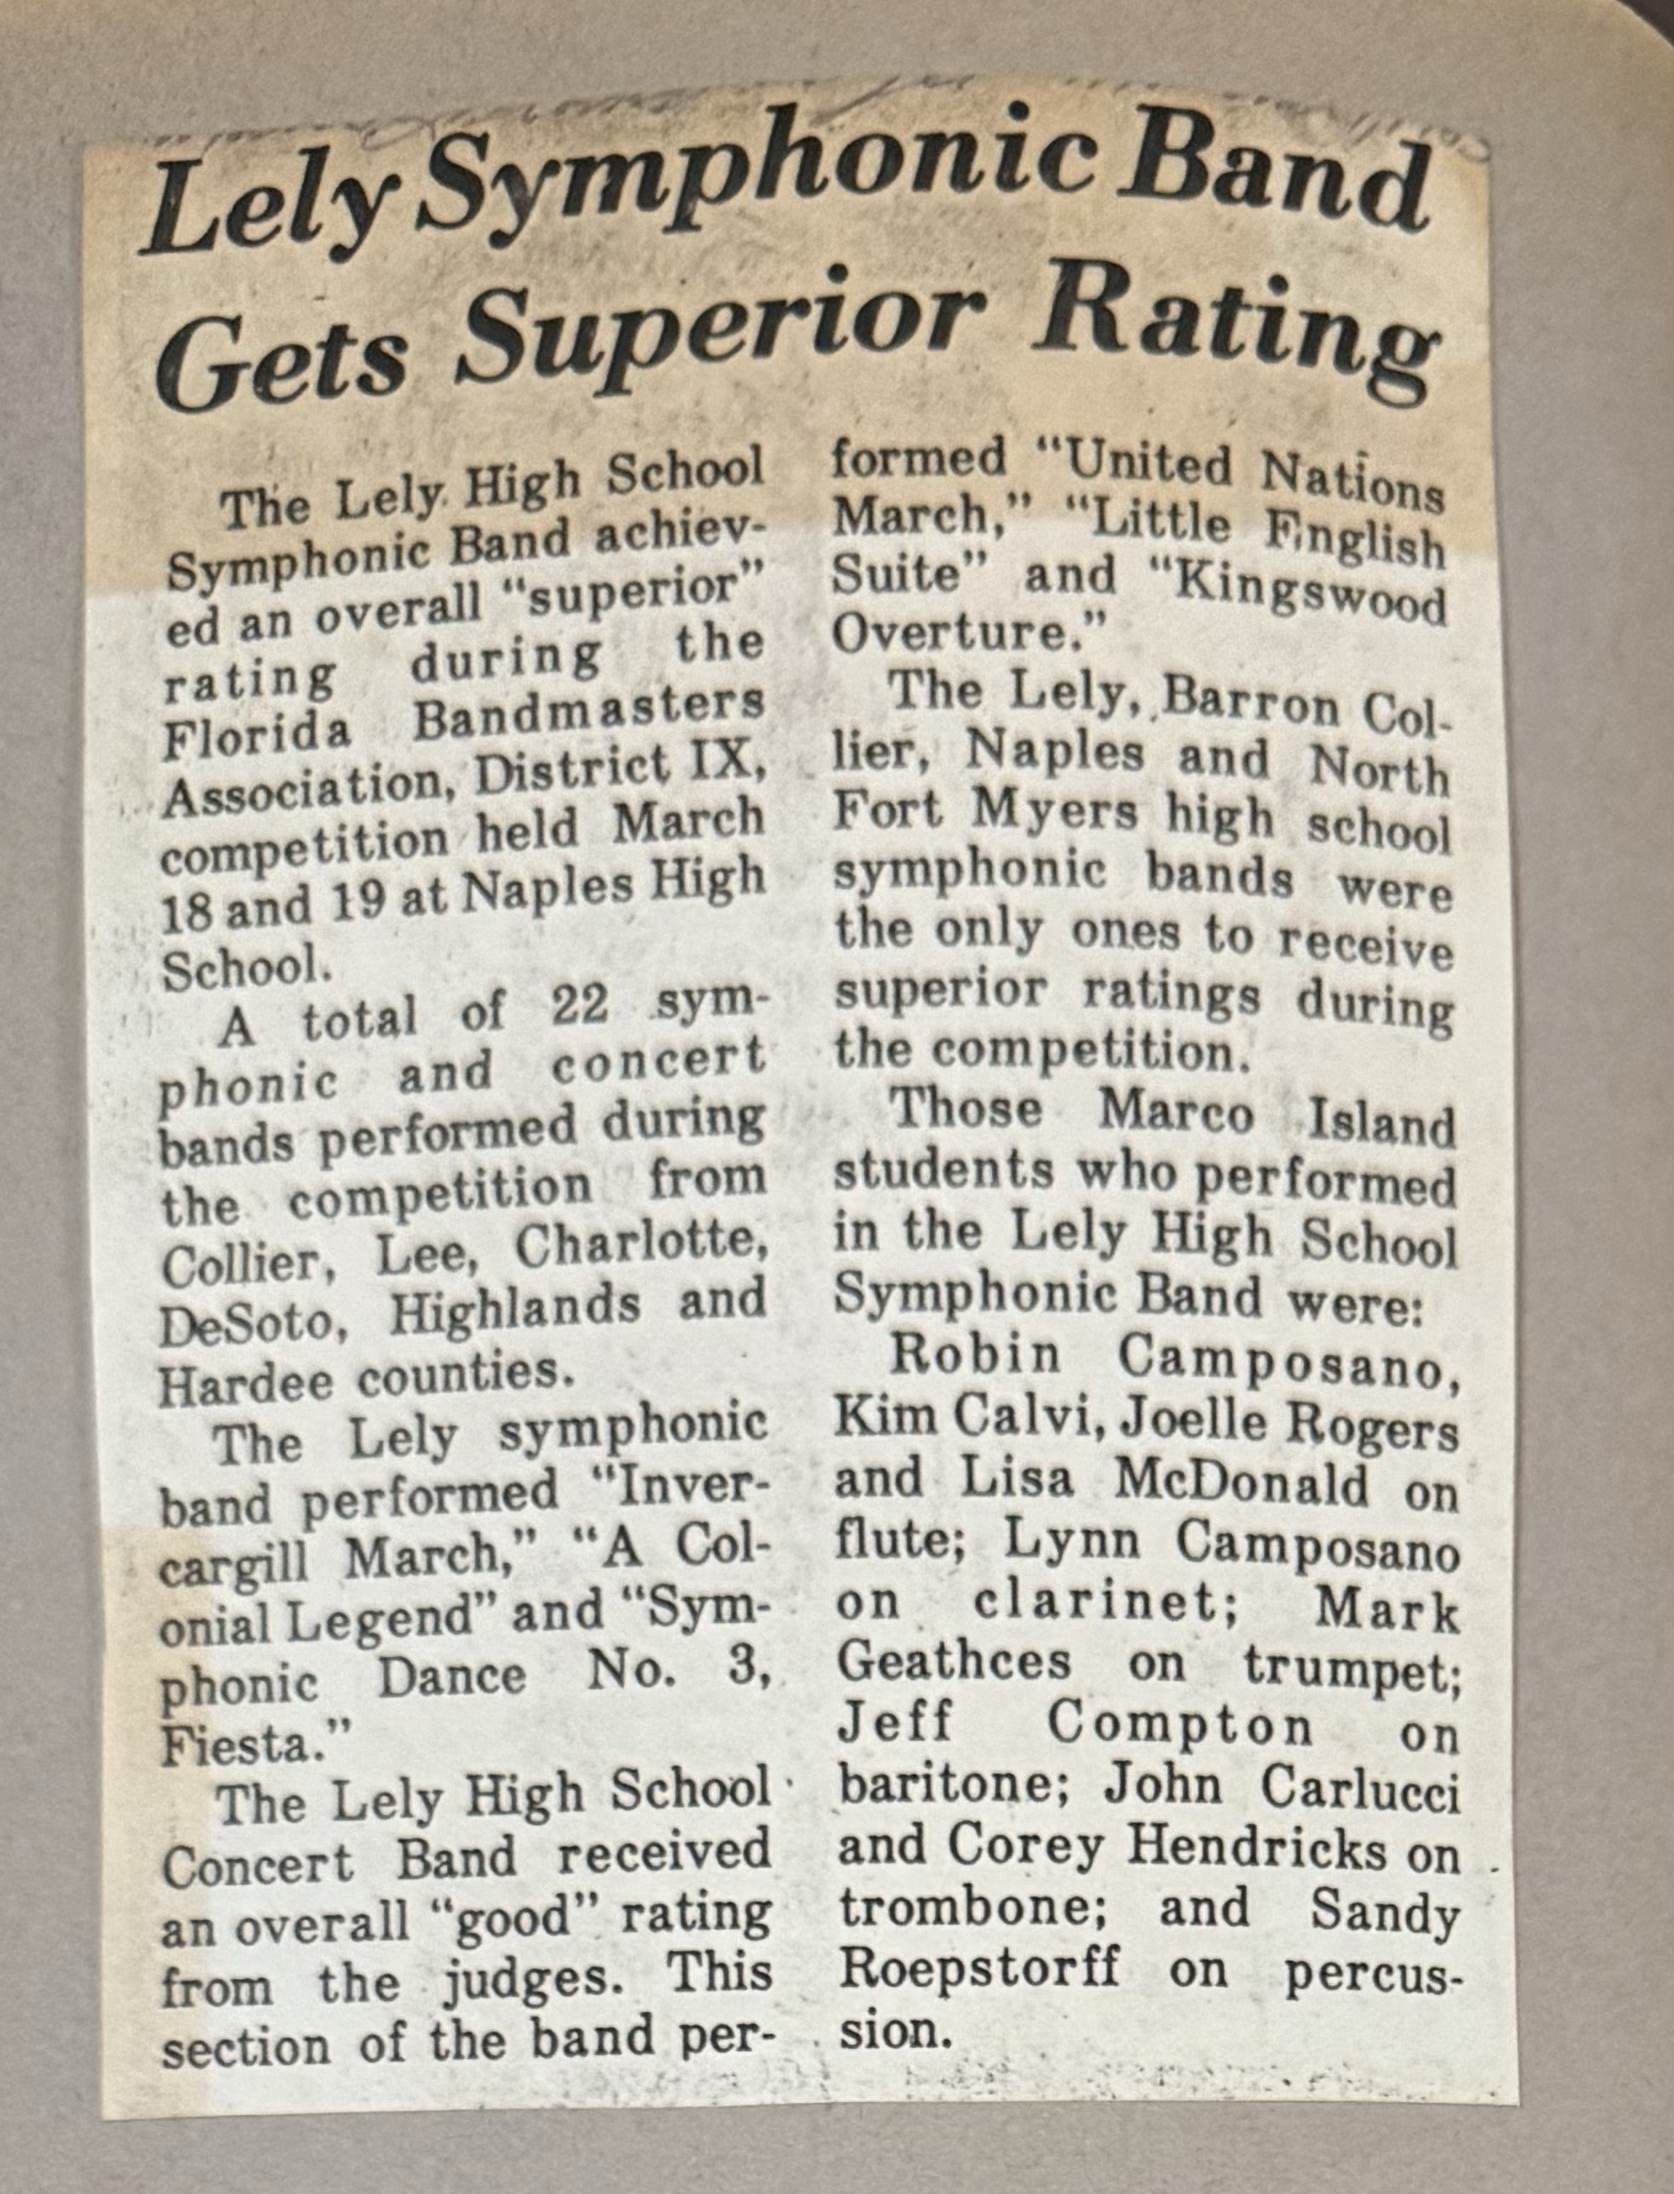 Lely Symphonic Band
Gets Superior Rating
The Lely High School
Symphonic Band achiev-
ed an overall “superior”
rating during the
Florida Bandmasters
Association, District IX,
competition held March
18 and 19 at Naples High
School.
A total of 22 sym-
phonic and concert
bands performed during
the competition from
Collier, Lee, Charlotte,
DeSoto, Highlands and
Hardee counties.
The Lely symphonic
band performed “Inver-
cargill March,” “A Col-
onial Legend” and “Sym-
phonic Dance No. 3,
Fiesta.”
The Lely High School
Concert Band received
an overall “good” rating
from the judges. This
section of the band per-
formed “United Nations
March,” “Little English
Suite” and “Kingswood
Overture.”
The Lely, Barron Col-
lier, Naples and North
Fort Myers high school
symphonic bands were
the only ones to receive
superior ratings during
the competition.
Those Marco Island
students who performed
in the Lely High School
Symphonic Band were:
Robin Camposano,
Kim Calvi, Joelle Rogers
and Lisa McDonald on
flute; Lynn Camposano
on clarinet; Mark
Geathces on trumpet;
Jeff Compton on
baritone; John Carlucci
and Corey Hendricks on
trombone; and Sandy
Roepstorff on percus-
sion.